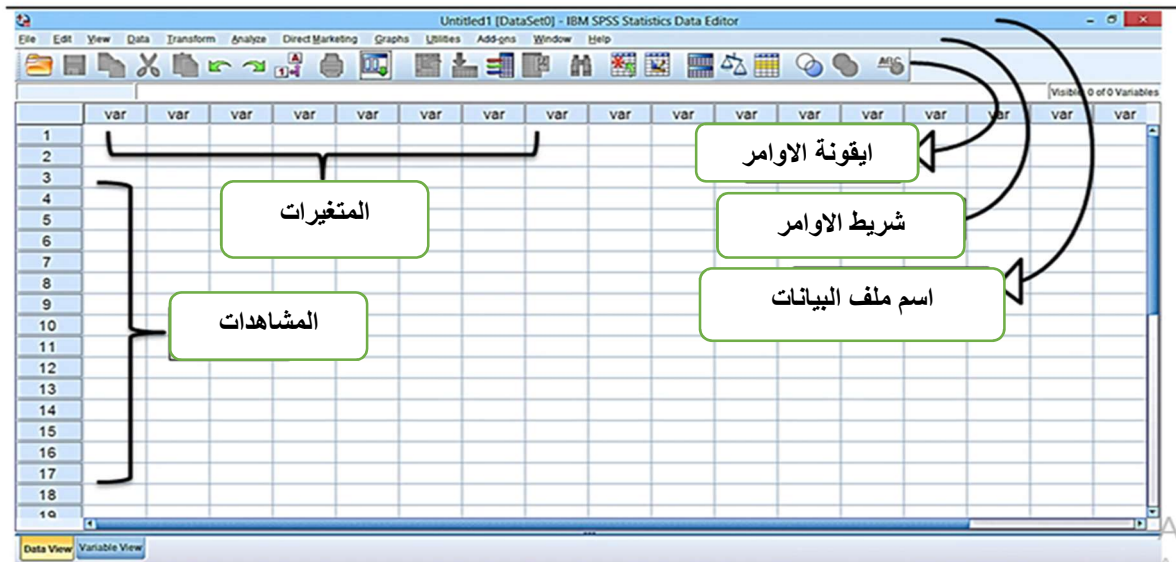 Untitled1 [DataSet0] - IBM SPSS Statistics Data Editor
File Edit View Data Transform Analyze Direct Marketing Graphs Utilities Add-ons Window Help
Visible: 0 of 0 Variables
var var var var var var var var var var var var var var var var var
1
2
3
4
5
6
7
8
9
10
11
12
13
14
15
16
17
18
19
ايقونة الاوامر
المتغيرات
شريط الاوامر
اسم ملف البيانات
المشاهدات
Data View Variable View